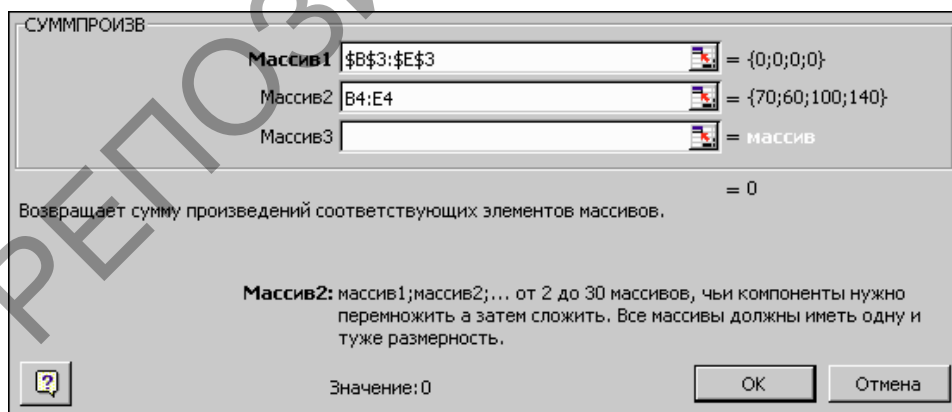 СУММПРОИЗВ
Массив1 $B$3:$E$3 = {0;0;0;0}
Массив2 B4:E4 = {70;60;100;140}
Массив3 = массив
= 0
Возвращает сумму произведений соответствующих элементов массивов.
Массив2: массив1;массив2;... от 2 до 30 массивов, чьи компоненты нужно
перемножить а затем сложить. Все массивы должны иметь одну и
туже размерность.
Значение:0
OK
Отмена